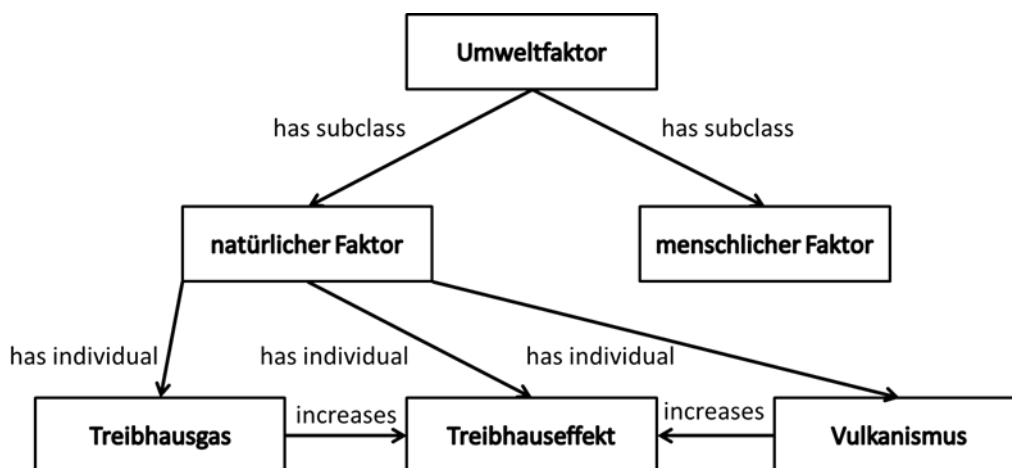 Umweltfaktor
has subclass
has subclass
natürlicher Faktor
menschlicher Faktor
has individual
has individual
has individual
increases
increases
Treibhausgas
Treibhauseffekt
Vulkanismus